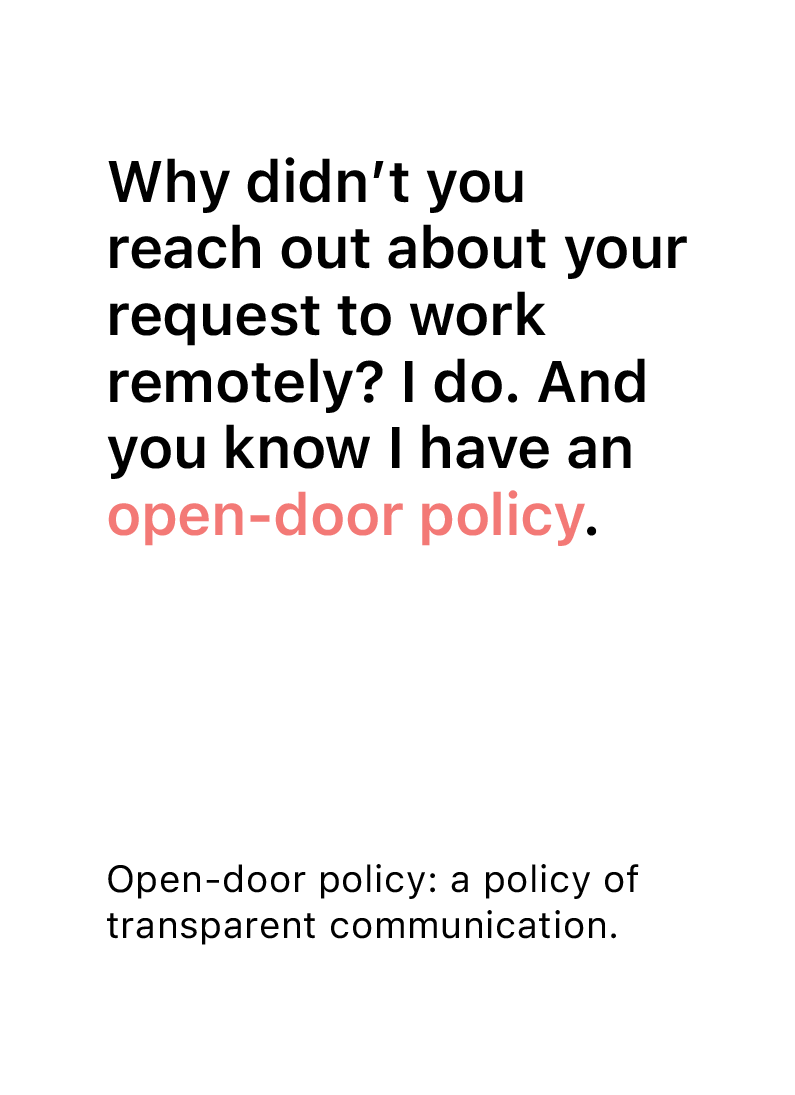 Why didn’t you
reach out about your
request to work
remotely? I do. And
you know I have an
open-door policy.
Open-door policy: a policy of
transparent communication.